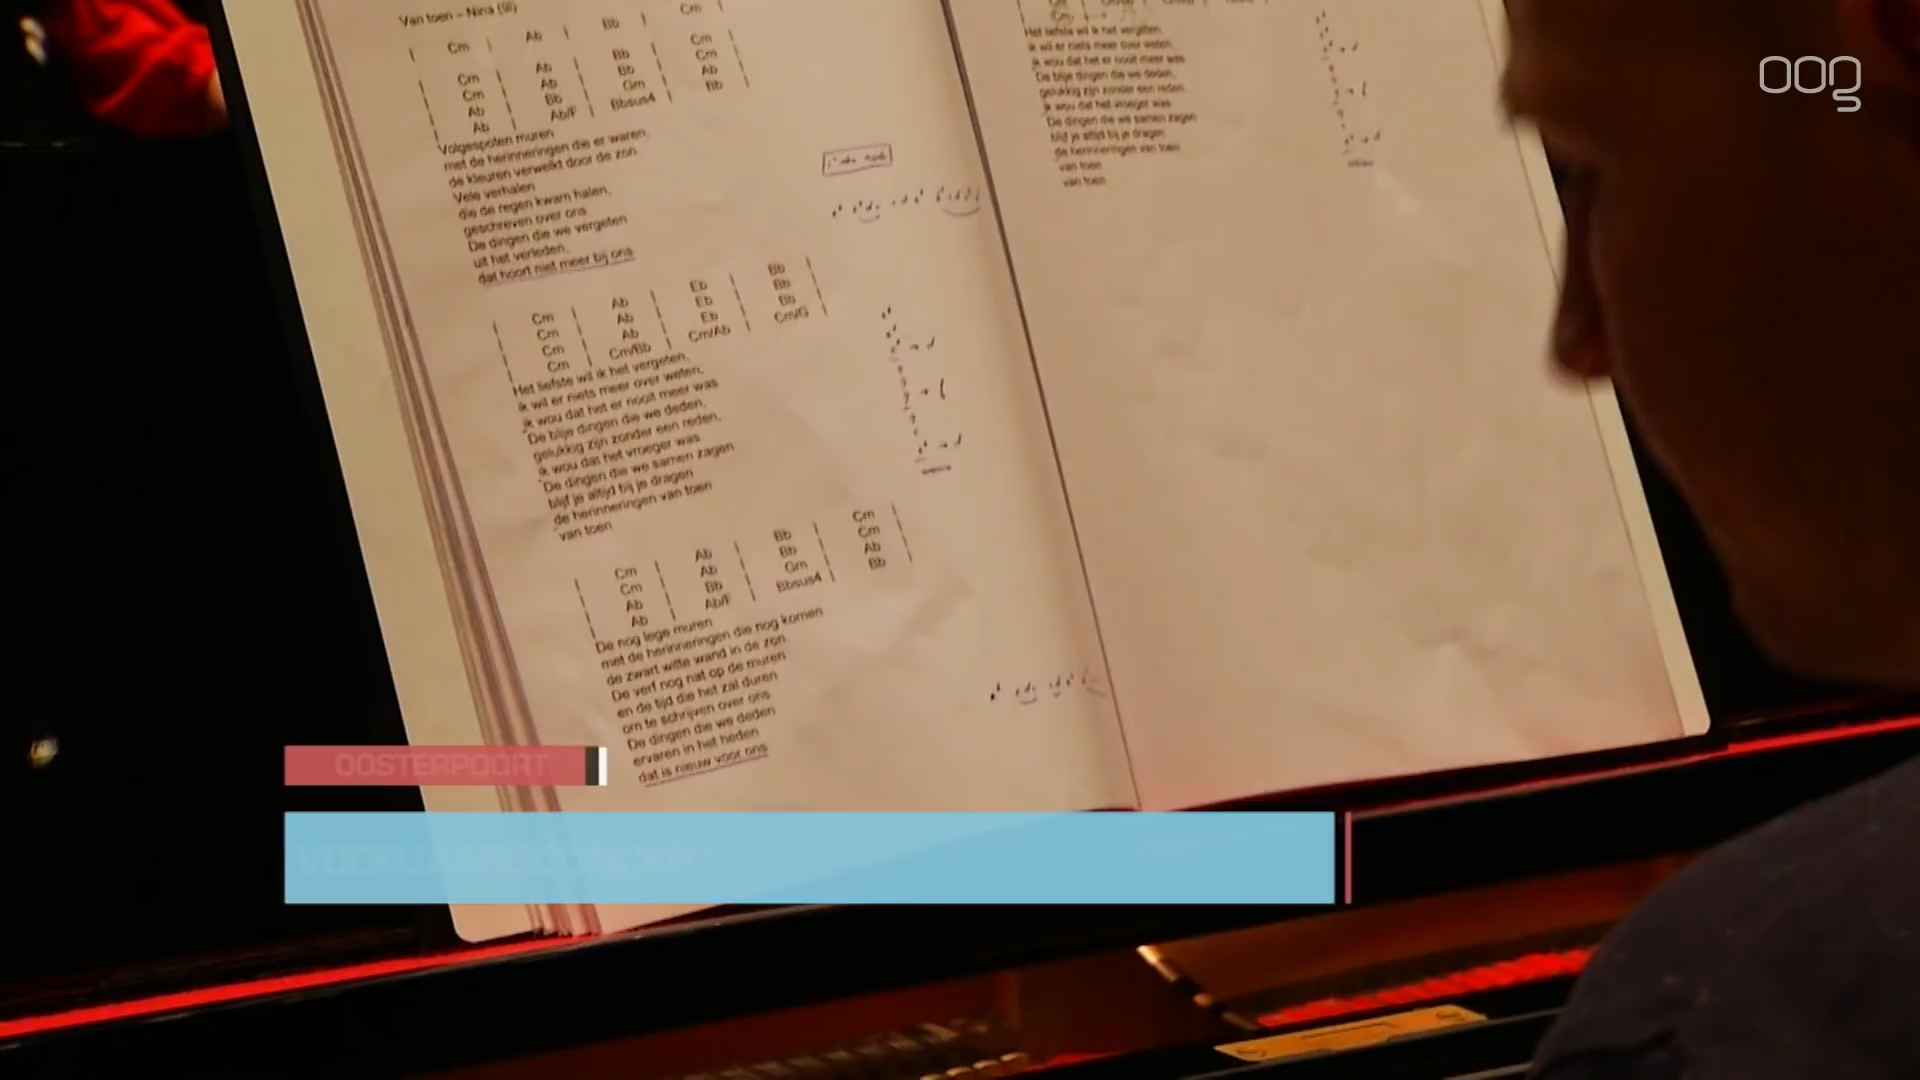 Van toen – Nina
Cm | Ab | Bb | Cm |
| Cm | Ab | Bb | Cm
| Cm | Ab | Bb | Cm
| Ab | Bb | Gm | Ab
| Ab | Ab/F | Bbsus4 | Bb
Volgespoten muren
met de herinneringen die er waren,
de kleuren verwelkt door de zon
Vele verhalen
die de regen kwam halen,
geschreven over ons
De dingen die we vergeten
uit het verleden,
dat hoort niet meer bij ons
| Cm | Ab | Eb | Bb |
| Cm | Ab | Eb | Bb
| Cm | Ab | Eb | Bb
| Cm | Cm/Bb | Cm/Ab | Cm/G
Het liefste wil ik het vergeten,
ik wil er niets meer over weten,
ik wou dat het er nooit meer was
De blije dingen die we deden,
gelukkig zijn zonder een reden,
ik wou dat het vroeger was
De dingen die we samen zagen
blijf je altijd bij je dragen
de herinneringen van toen
van toen
| Cm | Ab | Bb | Cm |
| Cm | Ab | Bb | Cm
| Ab | Bb | Gm | Ab
| Ab | Ab/F | Bbsus4 | Bb
De nog lege muren
met de herinneringen die nog komen
de zwart witte wand in de zon
De verf nog nat op de muren
en de tijd die het zal duren
om te schrijven over ons
De dingen die we deden
ervaren in het heden
dat is nieuw voor ons
Het liefste wil ik het vergeten,
ik wil er niets meer over weten,
ik wou dat het er nooit meer was
De blije dingen die we deden,
gelukkig zijn zonder een reden,
ik wou dat het vroeger was
De dingen die we samen zagen
blijf je altijd bij je dragen
de herinneringen van toen
van toen
van toen
oog
OOSTERPOORT
VOORJAARSCONCERT